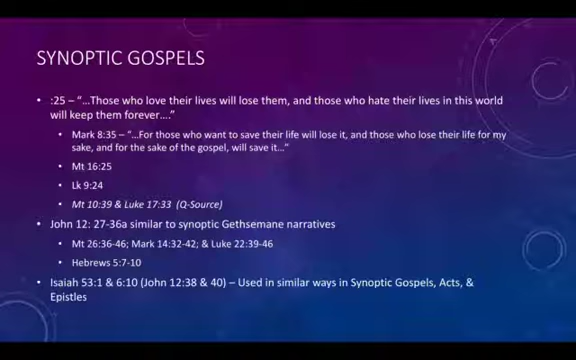 SYNOPTIC GOSPELS
• :25 – “…Those who love their lives will lose them, and those who hate their lives in this world
will keep them forever….”
• Mark 8:35 – “…For those who want to save their life will lose it, and those who lose their life for my
sake, and for the sake of the gospel, will save it…”
• Mt 16:25
• Lk 9:24
• Mt 10:39 & Luke 17:33 (Q-Source)
• John 12: 27-36a similar to synoptic Gethsemane narratives
• Mt 26:36-46; Mark 14:32-42; & Luke 22:39-46
• Hebrews 5:7-10
• Isaiah 53:1 & 6:10 (John 12:38 & 40) – Used in similar ways in Synoptic Gospels, Acts, &
Epistles